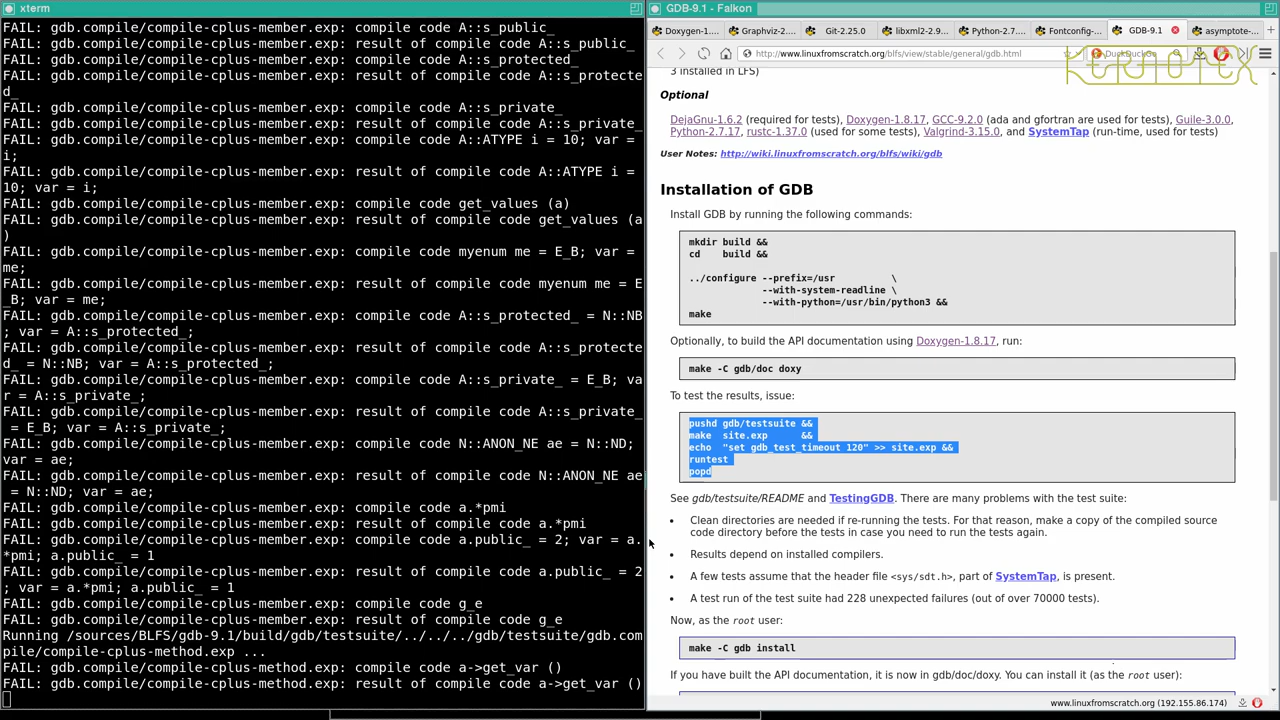 xterm
FAIL: gdb.compile/compile-cplus-member.exp: compile code A::s_public_
FAIL: gdb.compile/compile-cplus-member.exp: result of compile code A::s_public_
FAIL: gdb.compile/compile-cplus-member.exp: compile code A::s_protected_
FAIL: gdb.compile/compile-cplus-member.exp: result of compile code A::s_protecte
d_
FAIL: gdb.compile/compile-cplus-member.exp: compile code A::s_private_
FAIL: gdb.compile/compile-cplus-member.exp: result of compile code A::s_private_
FAIL: gdb.compile/compile-cplus-member.exp: compile code A::ATYPE i = 10; var =
i;
FAIL: gdb.compile/compile-cplus-member.exp: result of compile code A::ATYPE i =
10; var = i;
FAIL: gdb.compile/compile-cplus-member.exp: compile code get_values (a)
FAIL: gdb.compile/compile-cplus-member.exp: result of compile code get_values (a
)
FAIL: gdb.compile/compile-cplus-member.exp: compile code myenum me = E_B; var =
me;
FAIL: gdb.compile/compile-cplus-member.exp: result of compile code myenum me = E
_B; var = me;
FAIL: gdb.compile/compile-cplus-member.exp: compile code A::s_protected_ = N::NB
; var = A::s_protected_;
FAIL: gdb.compile/compile-cplus-member.exp: result of compile code A::s_protecte
d_ = N::NB; var = A::s_protected_;
FAIL: gdb.compile/compile-cplus-member.exp: compile code A::s_private_ = E_B; va
r = A::s_private_;
FAIL: gdb.compile/compile-cplus-member.exp: result of compile code A::s_private_
 = E_B; var = A::s_private_;
FAIL: gdb.compile/compile-cplus-member.exp: compile code N::ANON_NE ae = N::ND;
var = ae;
FAIL: gdb.compile/compile-cplus-member.exp: result of compile code N::ANON_NE ae
 = N::ND; var = ae;
FAIL: gdb.compile/compile-cplus-member.exp: compile code a.*pmi
FAIL: gdb.compile/compile-cplus-member.exp: result of compile code a.*pmi
FAIL: gdb.compile/compile-cplus-member.exp: compile code a.public_ = 2; var = a.
*pmi; a.public_ = 1
FAIL: gdb.compile/compile-cplus-member.exp: result of compile code a.public_ = 2
; var = a.*pmi; a.public_ = 1
FAIL: gdb.compile/compile-cplus-member.exp: compile code g_e
FAIL: gdb.compile/compile-cplus-member.exp: result of compile code g_e
Running /sources/BLFS/gdb-9.1/build/gdb/testsuite/../../../gdb/testsuite/gdb.com
pile/compile-cplus-method.exp ...
FAIL: gdb.compile/compile-cplus-method.exp: compile code a->get_var ()
FAIL: gdb.compile/compile-cplus-method.exp: result of compile code a->get_var ()
GDB-9.1 - Falkon
Doxygen-1.... Graphviz-2.... Git-2.25.0 libxml2-2.9... Python-2.7.... Fontconfig-... GDB-9.1 asymptote-...
http://www.linuxfromscratch.org/blfs/view/stable/general/gdb.html DuckDuckGo
KERNOTEX
3 installed in LFS)
Optional
DejaGnu-1.6.2 (required for tests), Doxygen-1.8.17, GCC-9.2.0 (ada and gfortran are used for tests), Guile-3.0.0,
Python-2.7.17, rustc-1.37.0 (used for some tests), Valgrind-3.15.0, and SystemTap (run-time, used for tests)
User Notes: http://wiki.linuxfromscratch.org/blfs/wiki/gdb
Installation of GDB
Install GDB by running the following commands:
mkdir build &&
cd    build &&
../configure --prefix=/usr          \
             --with-system-readline \
             --with-python=/usr/bin/python3 &&
make
Optionally, to build the API documentation using Doxygen-1.8.17, run:
make -C gdb/doc doxy
To test the results, issue:
pushd gdb/testsuite &&
make  site.exp      &&
echo  "set gdb_test_timeout 120" >> site.exp &&
runtest
popd
See gdb/testsuite/README and TestingGDB. There are many problems with the test suite:
• Clean directories are needed if re-running the tests. For that reason, make a copy of the compiled source
code directory before the tests in case you need to run the tests again.
• Results depend on installed compilers.
• A few tests assume that the header file <sys/sdt.h>, part of SystemTap, is present.
• A test run of the test suite had 228 unexpected failures (out of over 70000 tests).
Now, as the root user:
make -C gdb install
If you have built the API documentation, it is now in gdb/doc/doxy. You can install it (as the root user):
www.linuxfromscratch.org (192.155.86.174)